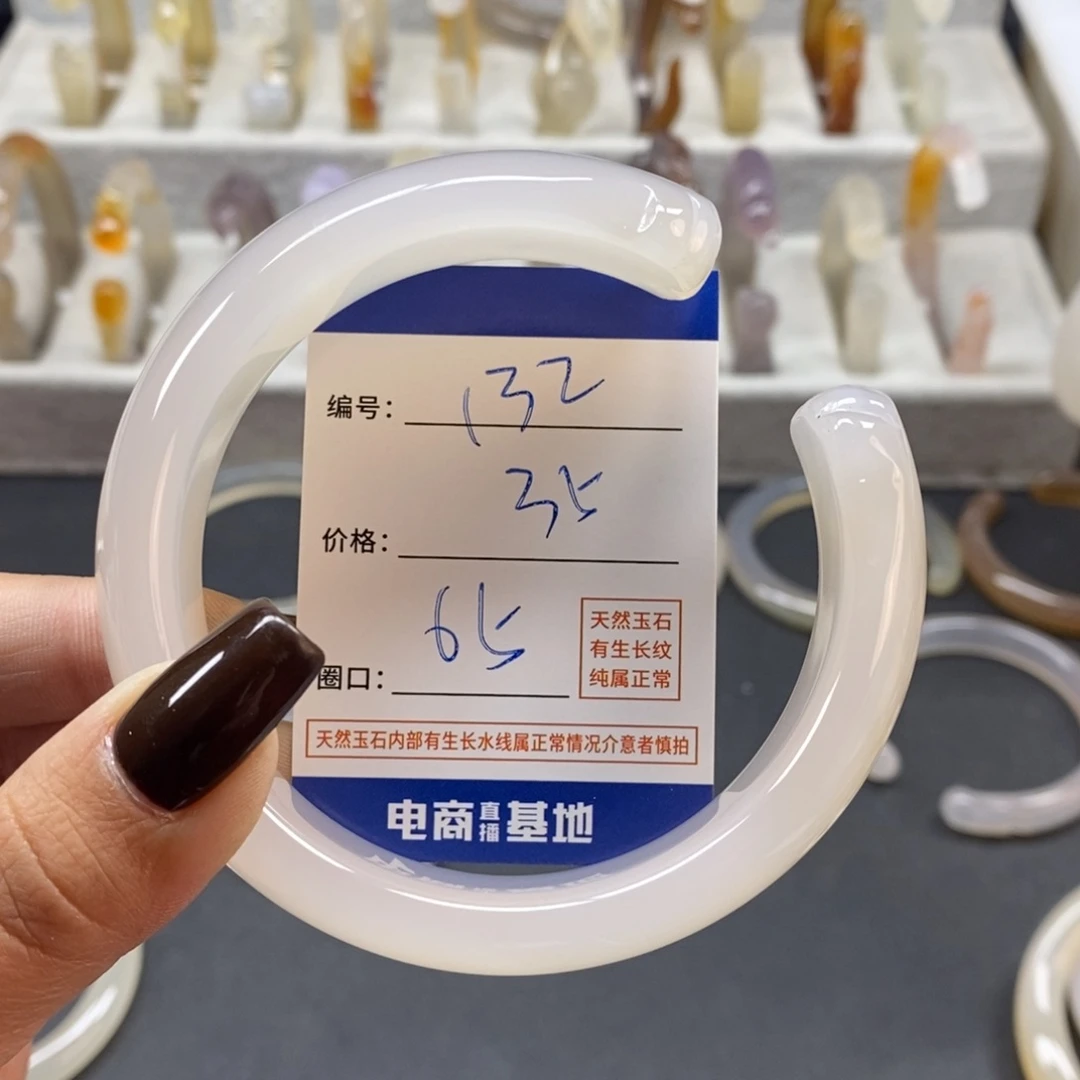 编号： 132
价格： 35
圈口： 65
天然玉石
有生长纹
纯属正常
天然玉石内部有生长水线属正常情况介意者慎拍
电商直播基地